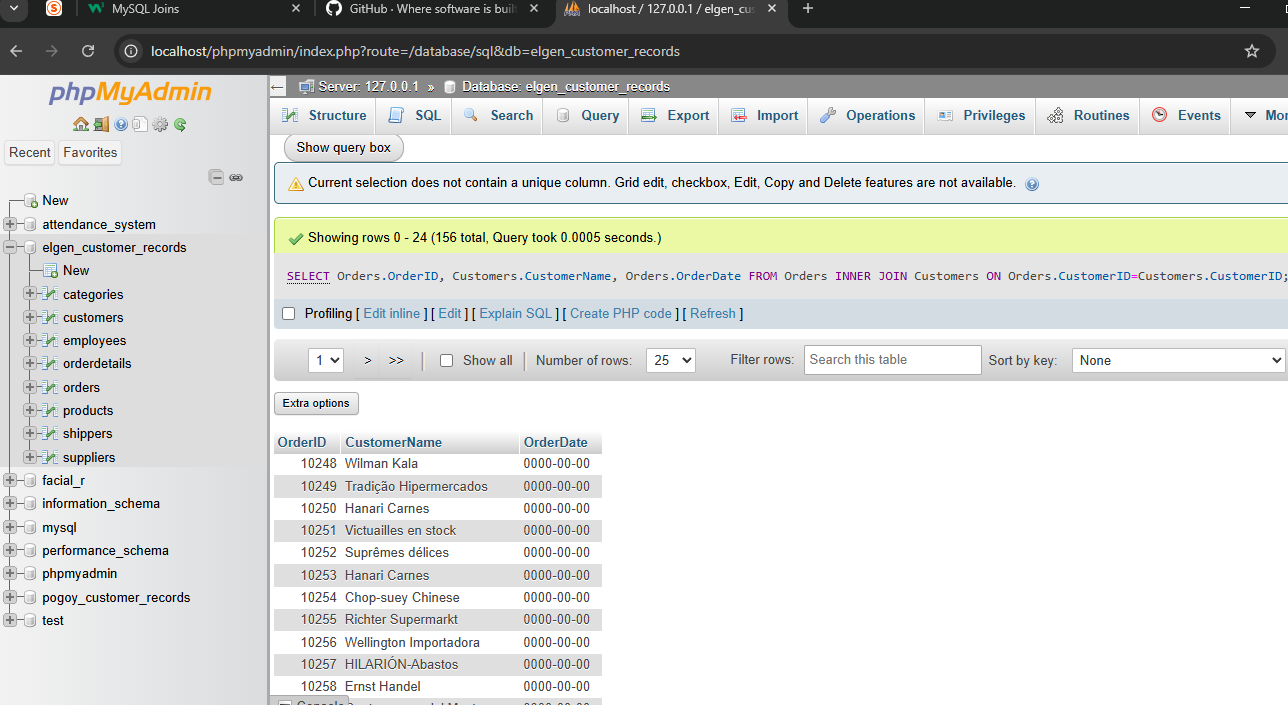 MySQL Joins
GitHub · Where software is buil
localhost / 127.0.0.1 / elgen_cus
localhost/phpmyadmin/index.php?route=/database/sql&db=elgen_customer_records
phpMyAdmin
Recent
Favorites
New
attendance_system
elgen_customer_records
New
categories
customers
employees
orderdetails
orders
products
shippers
suppliers
facial_r
information_schema
mysql
performance_schema
phpmyadmin
pogoy_customer_records
test
Server: 127.0.0.1 » Database: elgen_customer_records
Structure SQL Search Query Export Import Operations Privileges Routines Events Mor
Show query box
Current selection does not contain a unique column. Grid edit, checkbox, Edit, Copy and Delete features are not available.
Showing rows 0 - 24 (156 total, Query took 0.0005 seconds.)
SELECT Orders.OrderID, Customers.CustomerName, Orders.OrderDate FROM Orders INNER JOIN Customers ON Orders.CustomerID=Customers.CustomerID;
Profiling [ Edit inline ] [ Edit ] [ Explain SQL ] [ Create PHP code ] [ Refresh ]
1 > >> | Show all | Number of rows: 25 Filter rows: Search this table Sort by key: None
Extra options
OrderID CustomerName OrderDate
10248 Wilman Kala 0000-00-00
10249 Tradição Hipermercados 0000-00-00
10250 Hanari Carnes 0000-00-00
10251 Victuailles en stock 0000-00-00
10252 Suprêmes délices 0000-00-00
10253 Hanari Carnes 0000-00-00
10254 Chop-suey Chinese 0000-00-00
10255 Richter Supermarkt 0000-00-00
10256 Wellington Importadora 0000-00-00
10257 HILARIÓN-Abastos 0000-00-00
10258 Ernst Handel 0000-00-00
Console